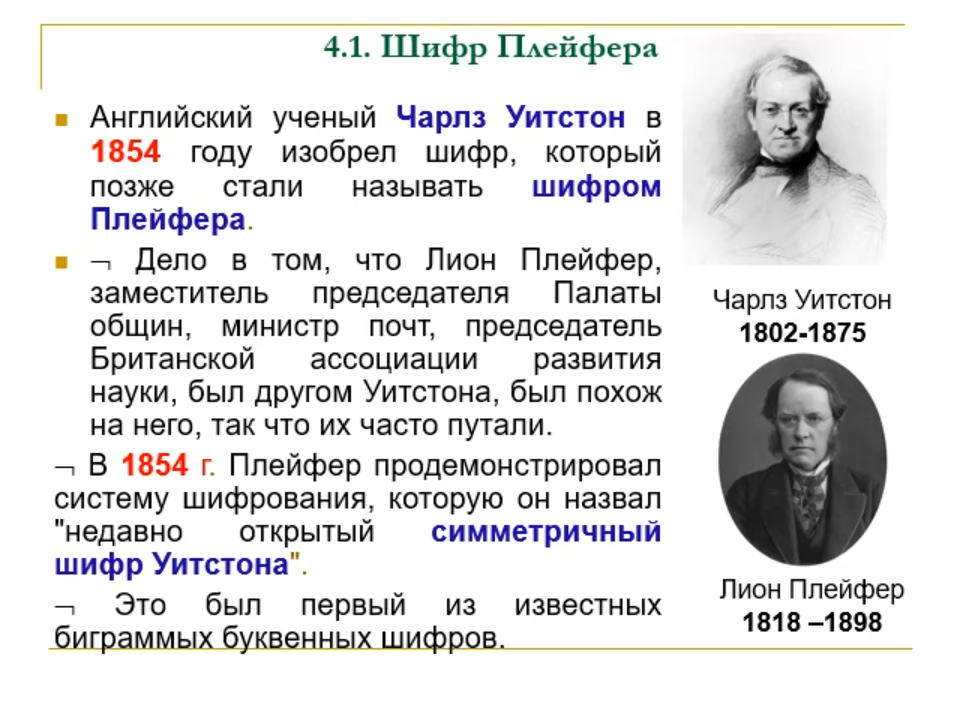 4.1. Шифр Плейфера
Английский ученый Чарлз Уитстон в
1854 году изобрел шифр, который
позже стали называть шифром
Плейфера.
¬ Дело в том, что Лион Плейфер,
заместитель председателя Палаты
общин, министр почт, председатель
Британской ассоциации развития
науки, был другом Уитстона, был похож
на него, так что их часто путали.
¬ В 1854 г. Плейфер продемонстрировал
систему шифрования, которую он назвал
"недавно открытый симметричный
шифр Уитстона".
¬ Это был первый из известных
биграммых буквенных шифров.
Чарлз Уитстон
1802-1875
Лион Плейфер
1818 –1898